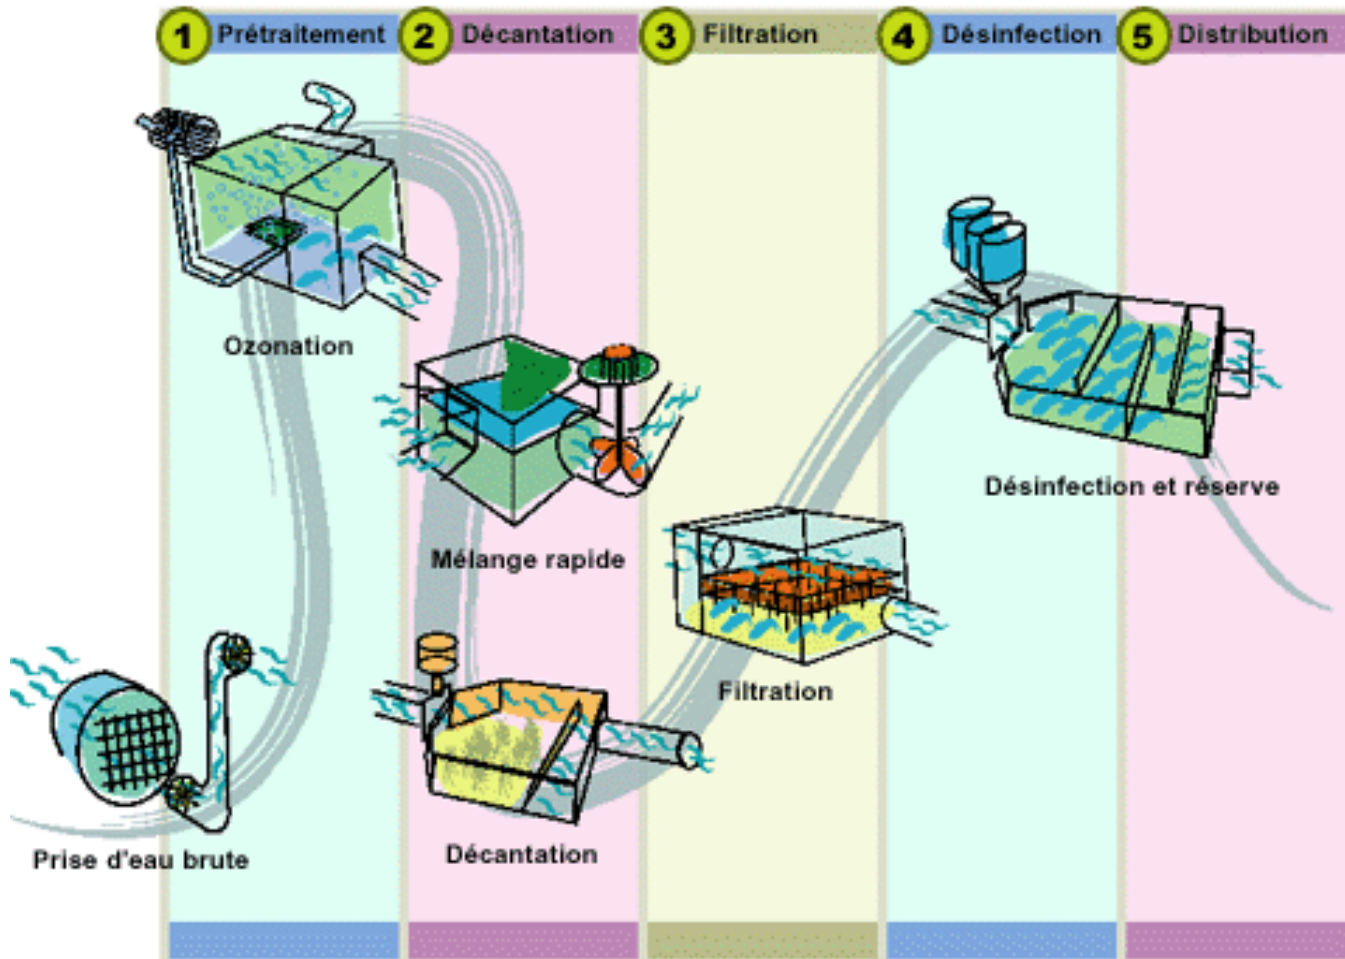 1 Prétraitement
2 Décantation
3 Filtration
4 Désinfection
5 Distribution
Ozonation
Mélange rapide
Désinfection et réserve
Filtration
Prise d'eau brute
Décantation